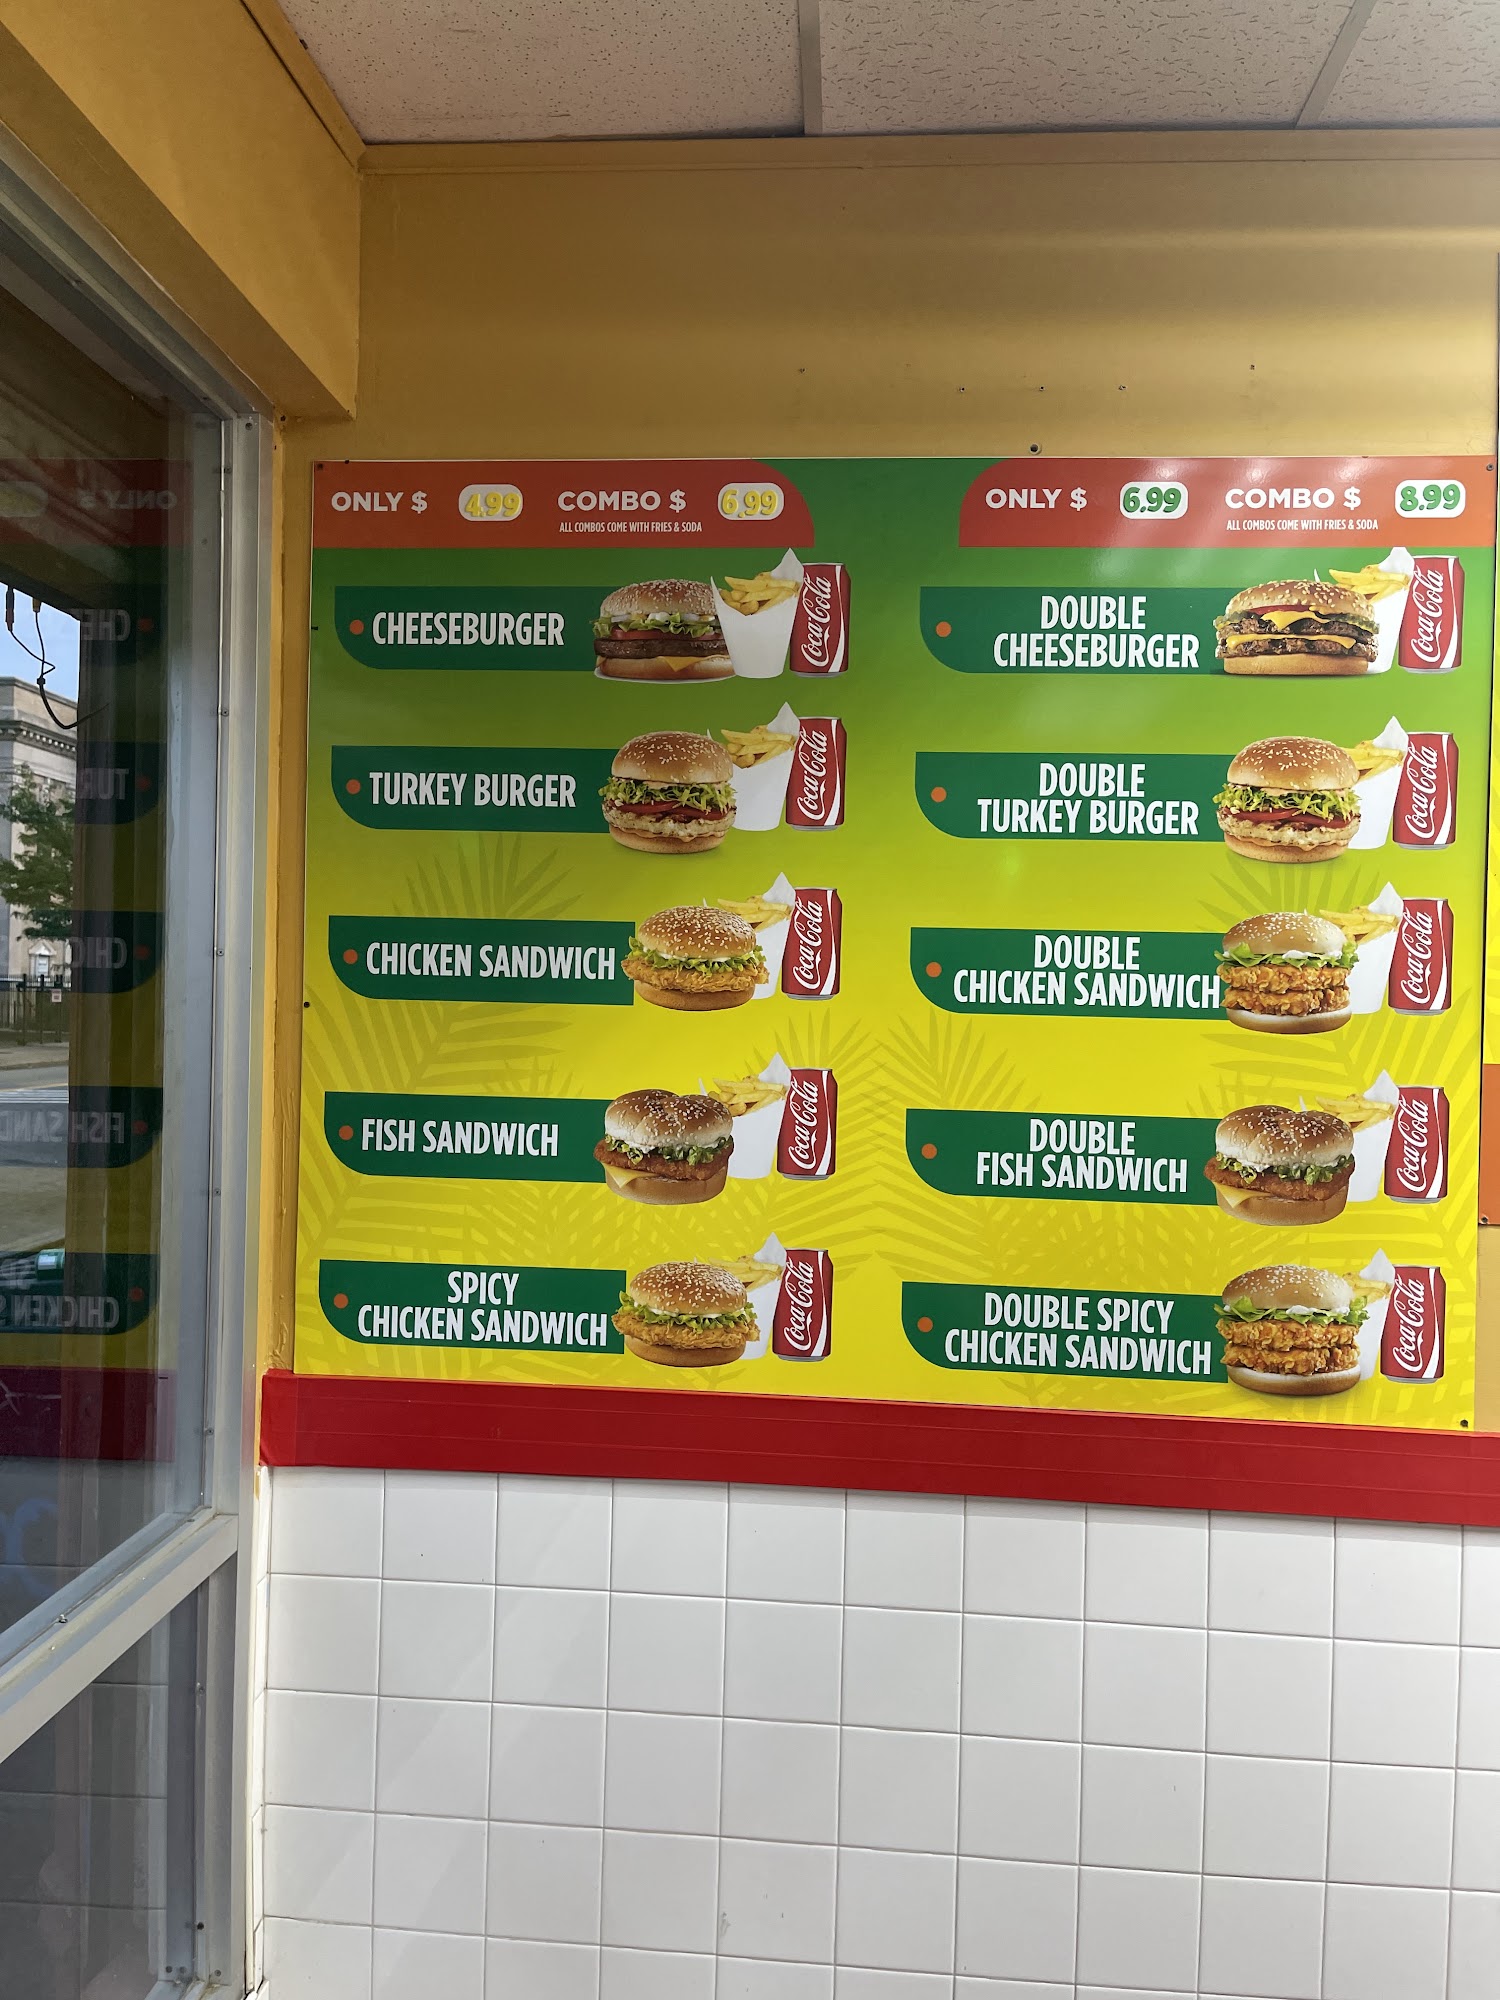 ONLY $ 4.99 COMBO $ 6.99
ALL COMBOS COME WITH FRIES & SODA
CHEESEBURGER
Coca-Cola
TURKEY BURGER
Coca-Cola
CHICKEN SANDWICH
Coca-Cola
FISH SANDWICH
Coca-Cola
SPICY
CHICKEN SANDWICH
Coca-Cola
ONLY $ 6.99 COMBO $ 8.99
ALL COMBOS COME WITH FRIES & SODA
DOUBLE
CHEESEBURGER
Coca-Cola
DOUBLE
TURKEY BURGER
Coca-Cola
DOUBLE
CHICKEN SANDWICH
Coca-Cola
DOUBLE
FISH SANDWICH
Coca-Cola
DOUBLE SPICY
CHICKEN SANDWICH
Coca-Cola